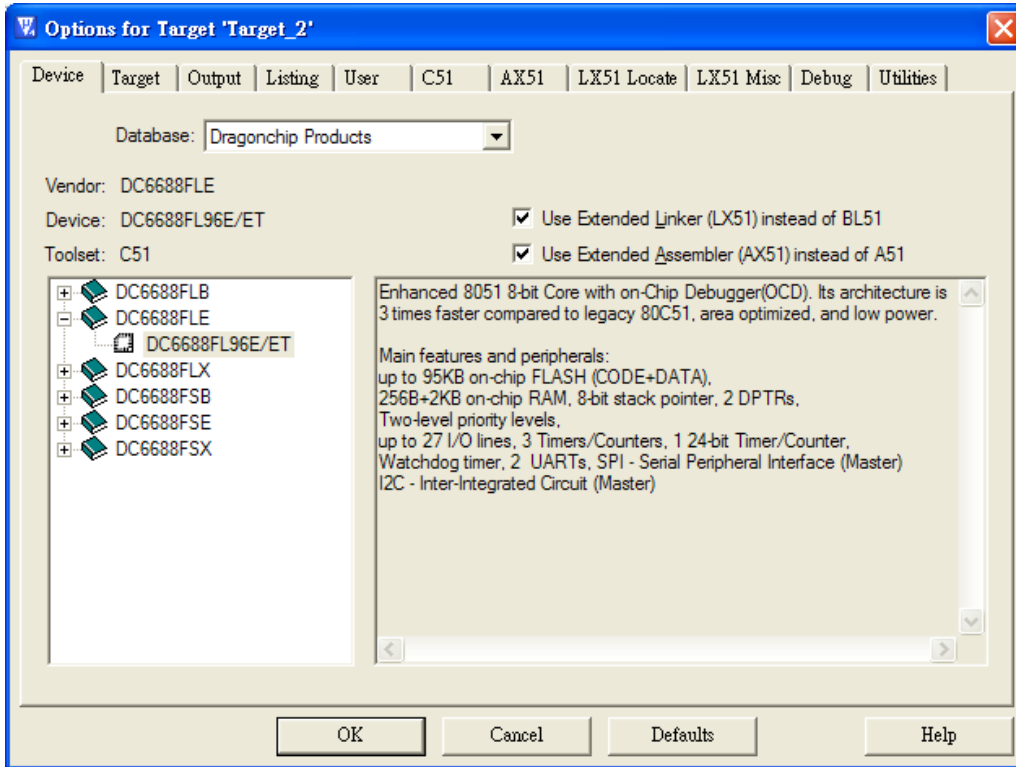 Options for Target 'Target_2'
Device Target Output Listing User C51 AX51 LX51 Locate LX51 Misc Debug Utilities
Database: Dragonchip Products
Vendor: DC6688FLE
Device: DC6688FL96E/ET
Use Extended Linker (LX51) instead of BL51
Toolset: C51
Use Extended Assembler (AX51) instead of A51
DC6688FLB
DC6688FLE
DC6688FL96E/ET
DC6688FLX
DC6688FSB
DC6688FSE
DC6688FSX
Enhanced 8051 8-bit Core with on-Chip Debugger(OCD). Its architecture is
3 times faster compared to legacy 80C51, area optimized, and low power.
Main features and peripherals:
up to 95KB on-chip FLASH (CODE+DATA),
256B+2KB on-chip RAM, 8-bit stack pointer, 2 DPTRs,
Two-level priority levels,
up to 27 I/O lines, 3 Timers/Counters, 1 24-bit Timer/Counter,
Watchdog timer, 2 UARTs, SPI - Serial Peripheral Interface (Master)
I2C - Inter-Integrated Circuit (Master)
OK Cancel Defaults Help